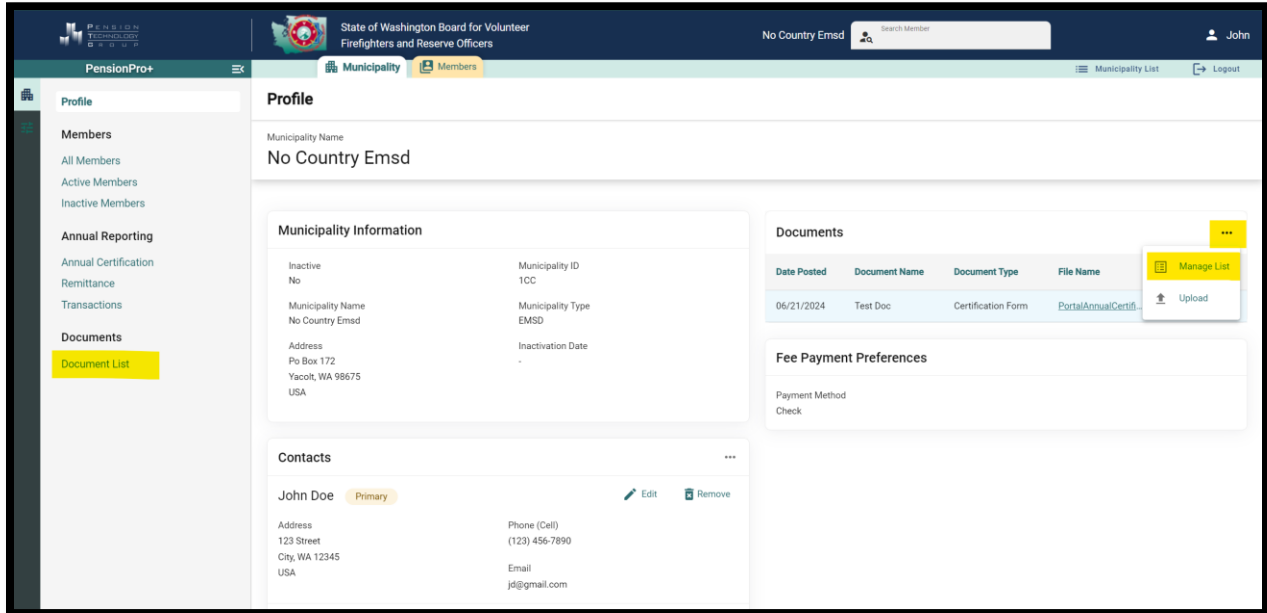 PENSION
TECHNOLOGY
GROUP
State of Washington Board for Volunteer
Firefighters and Reserve Officers
No Country Emsd
Search Member
John
PensionPro+
Municipality
Members
Municipality List
Logout
Profile
Members
All Members
Active Members
Inactive Members
Annual Reporting
Annual Certification
Remittance
Transactions
Documents
Document List
Profile
Municipality Name
No Country Emsd
Municipality Information
Inactive
No
Municipality ID
1CC
Municipality Name
No Country Emsd
Municipality Type
EMSD
Address
Po Box 172
Yacolt, WA 98675
USA
Inactivation Date
-
Contacts
John Doe
Primary
Edit
Remove
Address
123 Street
City, WA 12345
USA
Phone (Cell)
(123) 456-7890
Email
jd@gmail.com
Documents
Manage List
Upload
Date Posted Document Name Document Type File Name
06/21/2024 Test Doc Certification Form PortalAnnualCertifi...
Fee Payment Preferences
Payment Method
Check